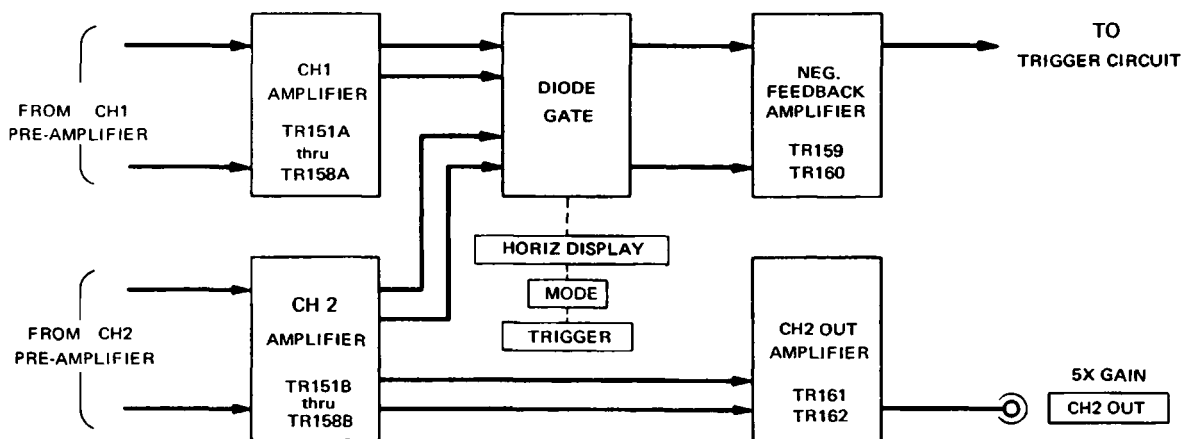 FROM CH1
PRE-AMPLIFIER
CH1
AMPLIFIER
TR151A
thru
TR158A
DIODE
GATE
NEG.
FEEDBACK
AMPLIFIER
TR159
TR160
TO
TRIGGER CIRCUIT
HORIZ DISPLAY
MODE
TRIGGER
FROM CH2
PRE-AMPLIFIER
CH 2
AMPLIFIER
TR151B
thru
TR158B
CH2 OUT
AMPLIFIER
TR161
TR162
5X GAIN
CH2 OUT